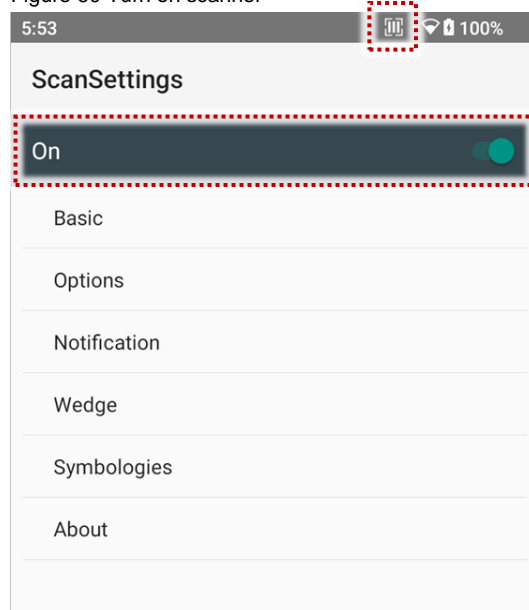 5:53 100%
ScanSettings
On
Basic
Options
Notification
Wedge
Symbologies
About